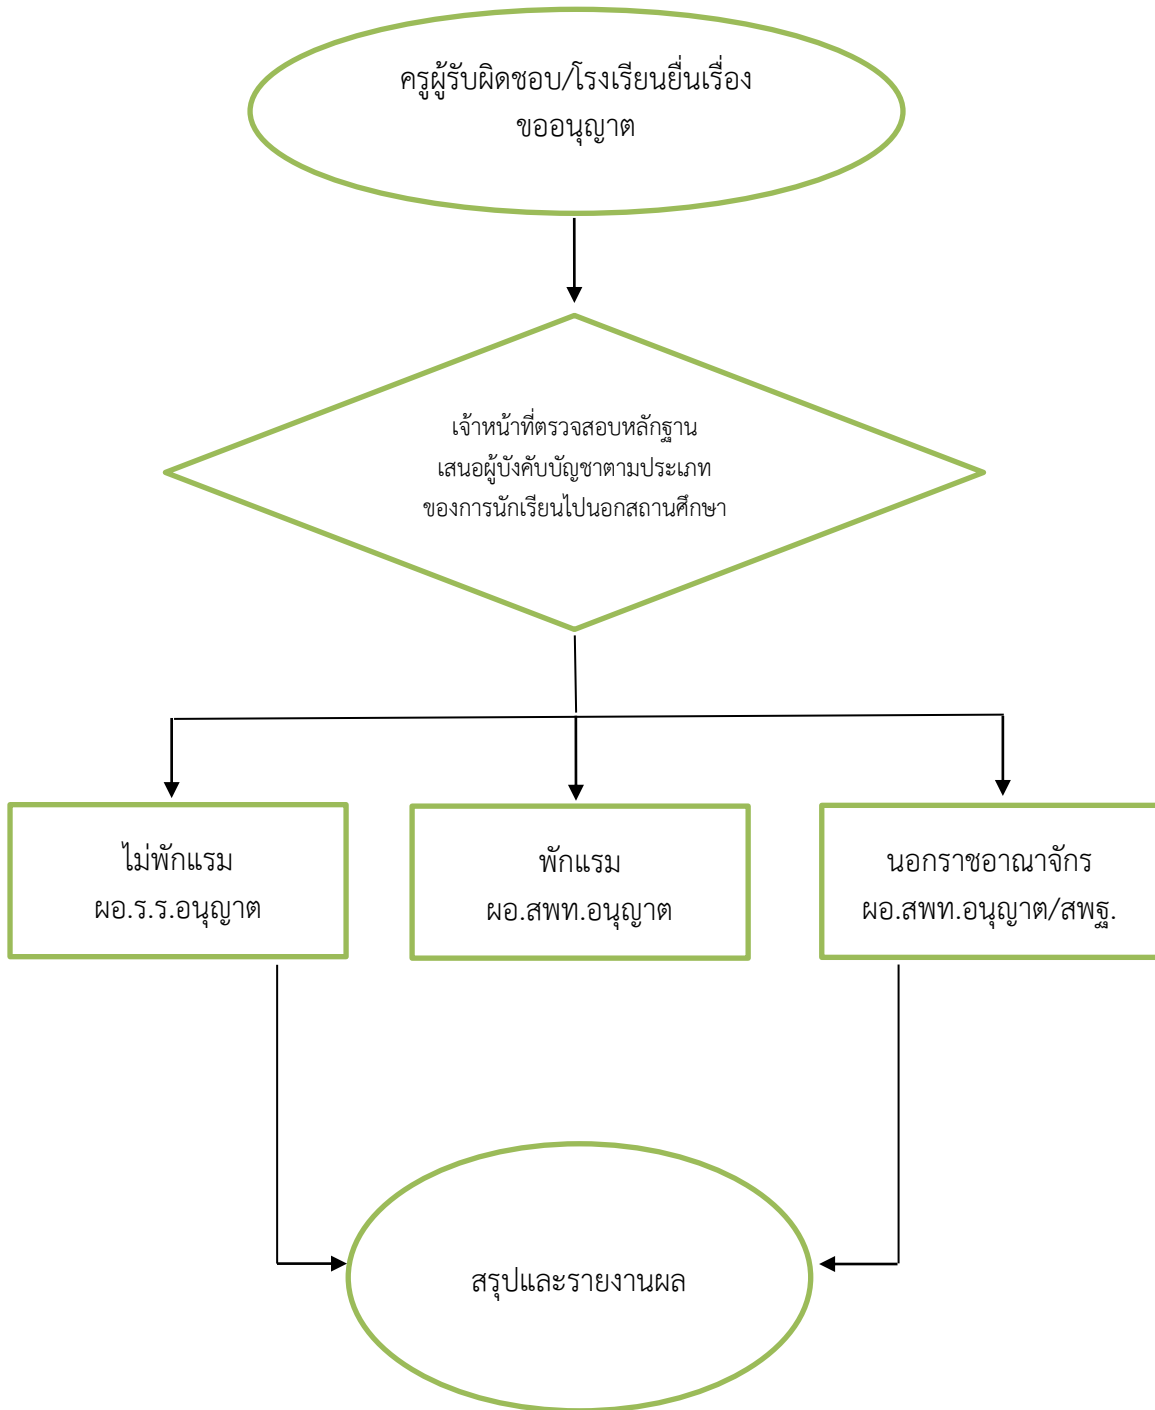 ครูผู้รับผิดชอบ/โรงเรียนยื่นเรื่อง
ขออนุญาต
เจ้าหน้าที่ตรวจสอบหลักฐาน
เสนอผู้บังคับบัญชาตามประเภท
ของการนักเรียนไปนอกสถานศึกษา
ไม่พักแรม
ผอ.ร.ร.อนุญาต
พักแรม
ผอ.สพท.อนุญาต
นอกราชอาณาจักร
ผอ.สพท.อนุญาต/สพฐ.
สรุปและรายงานผล